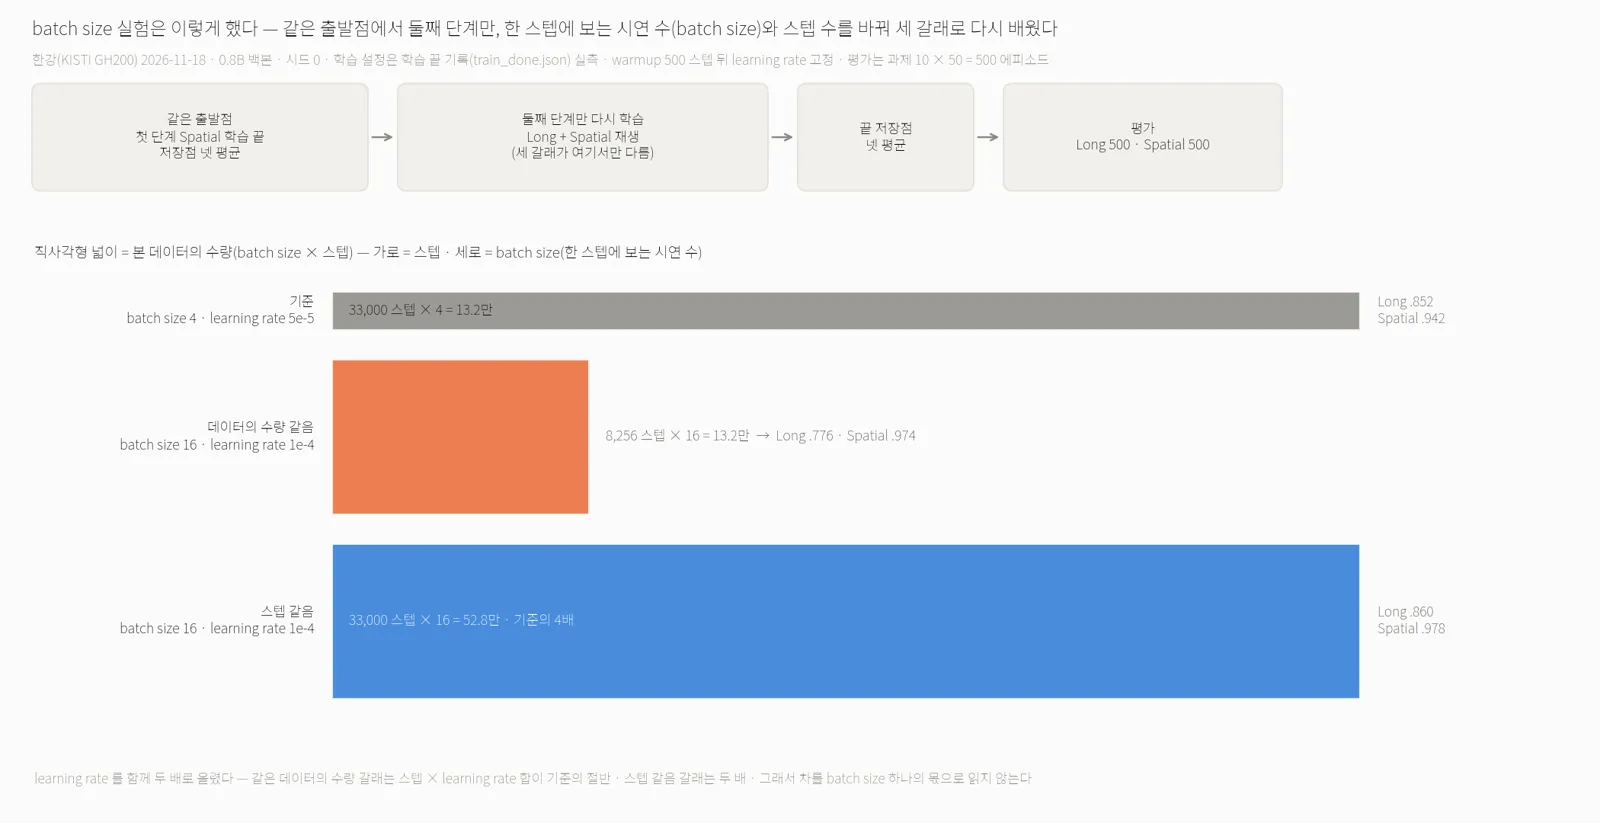 batch size 실험은 이렇게 했다 — 같은 출발점에서 둘째 단계만, 한 스텝에 보는 시연 수(batch size)와 스텝 수를 바꿔 세 갈래로 다시 배웠다
한강(KISTI GH200) 2026-11-18 · 0.8B 백본 · 시드 0 · 학습 설정은 학습 끝 기록(train_done.json) 실측 · warmup 500 스텝 뒤 learning rate 고정 · 평가는 과제 10 × 50 = 500 에피소드
같은 출발점
첫 단계 Spatial 학습 끝
저장점 넷 평균
둘째 단계만 다시 학습
Long + Spatial 재생
(세 갈래가 여기서만 다름)
끝 저장점
넷 평균
평가
Long 500 · Spatial 500
직사각형 넓이 = 본 데이터의 수량(batch size × 스텝) — 가로 = 스텝 · 세로 = batch size(한 스텝에 보는 시연 수)
기준
batch size 4 · learning rate 5e-5
33,000 스텝 × 4 = 13.2만
Long .852
Spatial .942
데이터의 수량 같음
batch size 16 · learning rate 1e-4
8,256 스텝 × 16 = 13.2만 → Long .776 · Spatial .974
스텝 같음
batch size 16 · learning rate 1e-4
33,000 스텝 × 16 = 52.8만 · 기준의 4배
Long .860
Spatial .978
learning rate 를 함께 두 배로 올렸다 — 같은 데이터의 수량 갈래는 스텝 × learning rate 합이 기준의 절반 · 스텝 같음 갈래는 두 배 · 그래서 차를 batch size 하나의 몫으로 읽지 않는다